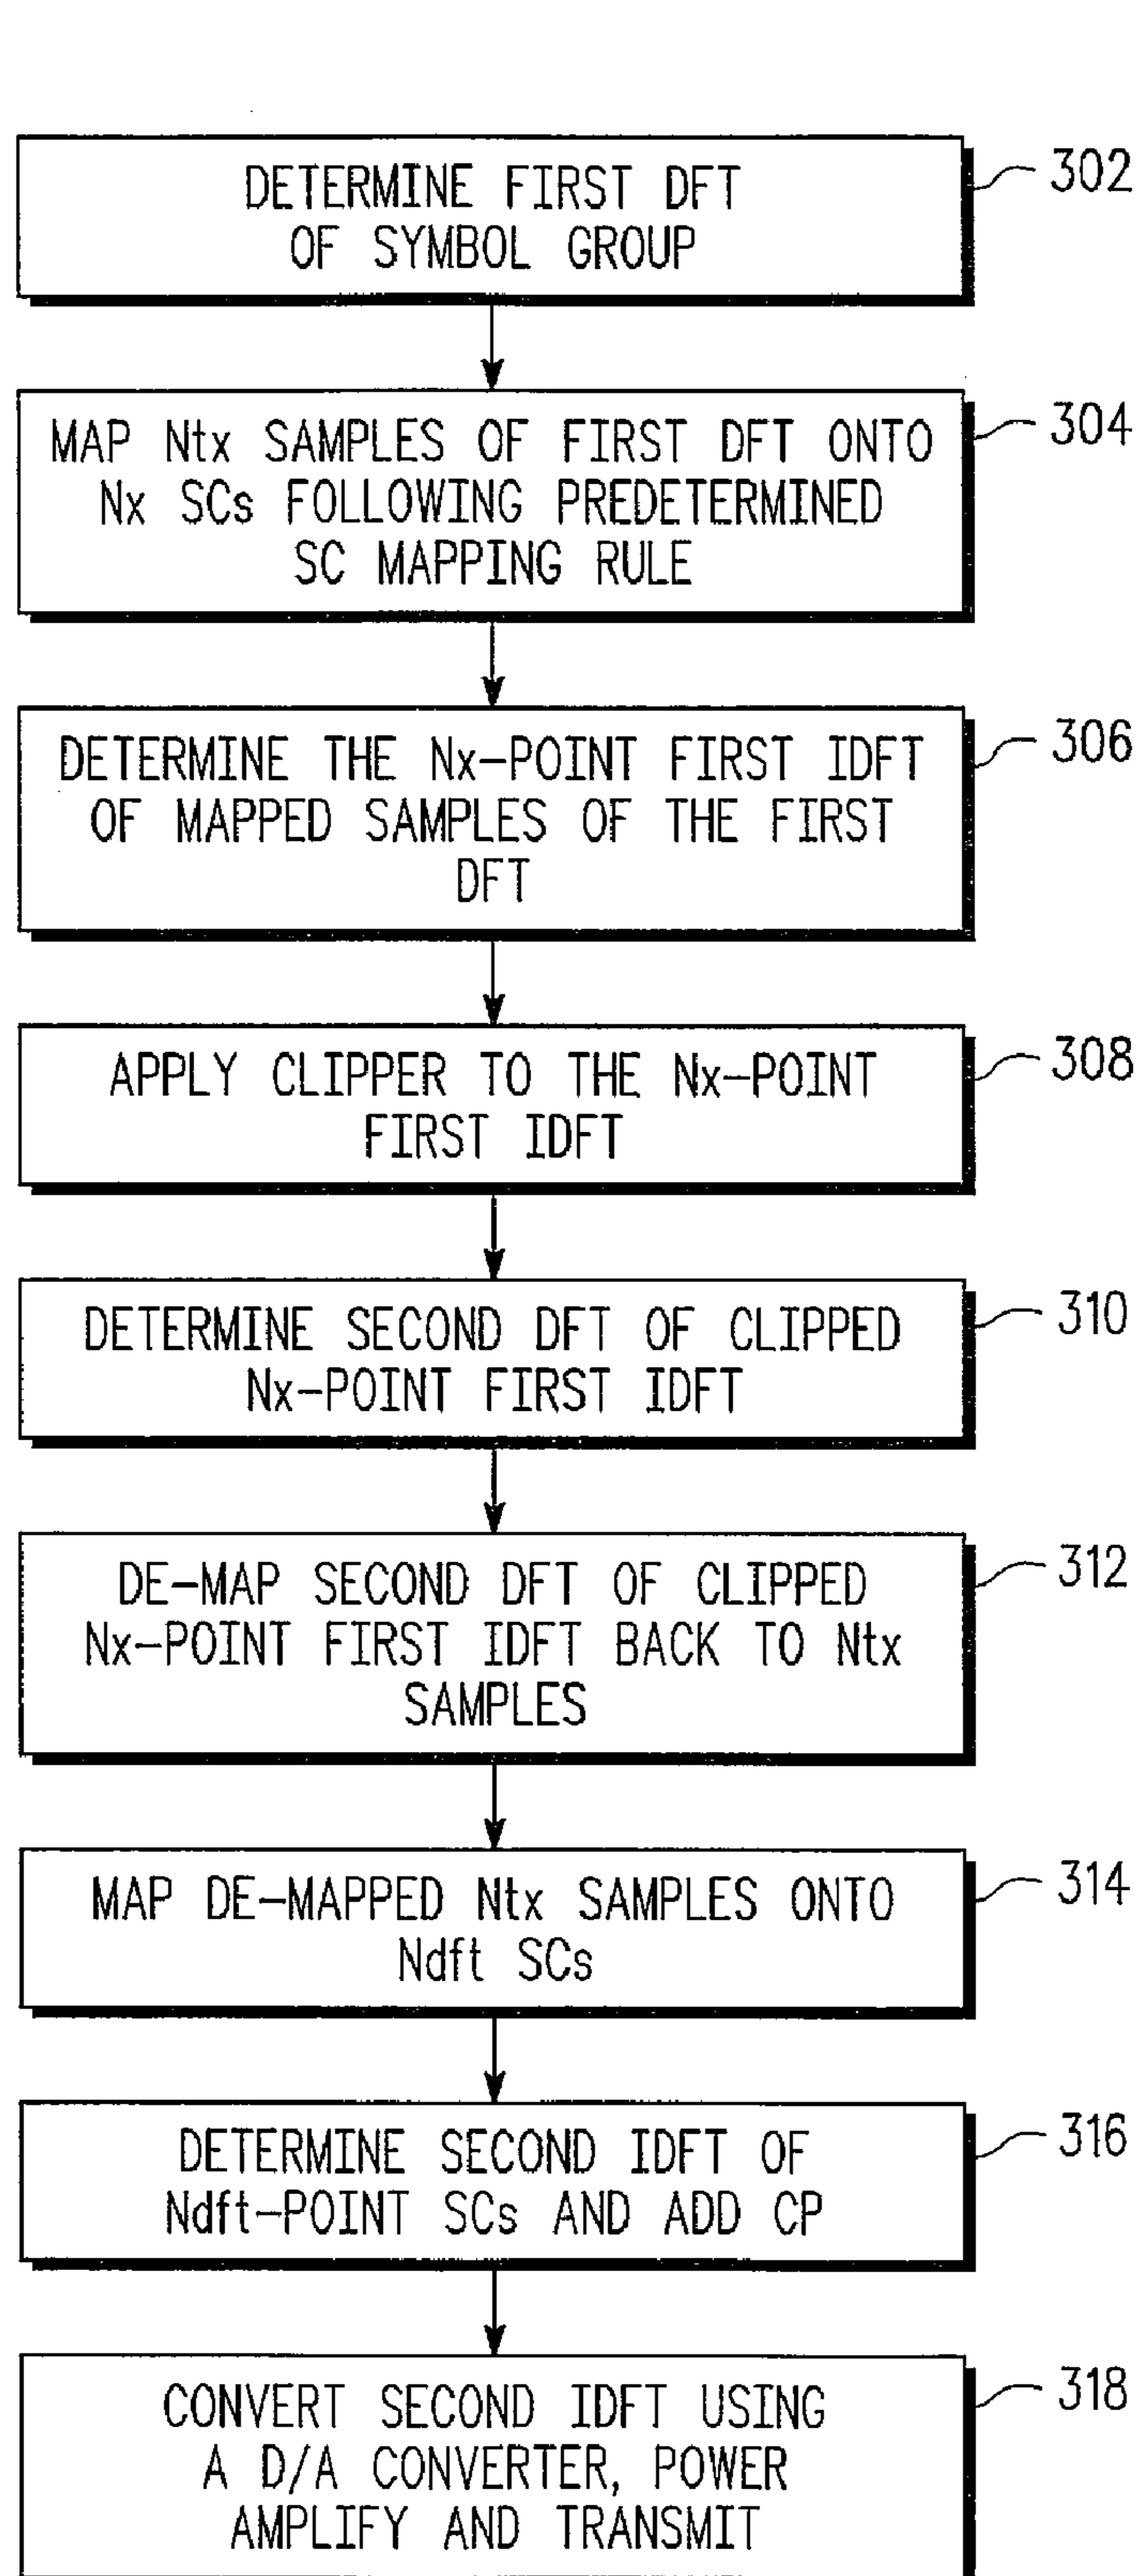 DETERMINE FIRST DFT
OF SYMBOL GROUP
302
MAP Ntx SAMPLES OF FIRST DFT ONTO
Nx SCs FOLLOWING PREDETERMINED
SC MAPPING RULE
304
DETERMINE THE Nx-POINT FIRST IDFT
OF MAPPED SAMPLES OF THE FIRST
DFT
306
APPLY CLIPPER TO THE Nx-POINT
FIRST IDFT
308
DETERMINE SECOND DFT OF CLIPPED
Nx-POINT FIRST IDFT
310
DE-MAP SECOND DFT OF CLIPPED
Nx-POINT FIRST IDFT BACK TO Ntx
SAMPLES
312
MAP DE-MAPPED Ntx SAMPLES ONTO
Ndft SCs
314
DETERMINE SECOND IDFT OF
Ndft-POINT SCs AND ADD CP
316
CONVERT SECOND IDFT USING
A D/A CONVERTER, POWER
AMPLIFY AND TRANSMIT
318